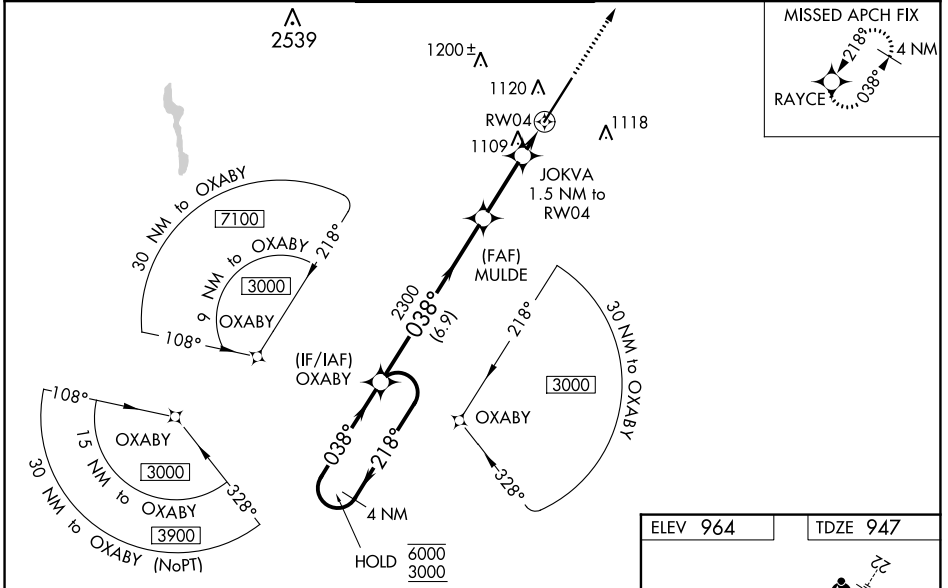 2539
1200 ±
1120
RW04
1109
1118
MISSED APCH FIX
218°
4 NM
RAYCE
038°
JOKVA
1.5 NM to
RW04
(FAF)
MULDE
30 NM to OXABY
7100
9 NM to OXABY
218°
3000
OXABY
108°
2300
038°
(6.9)
(IF/IAF)
OXABY
218°
30 NM to OXABY
3000
OXABY
328°
108°
OXABY
15 NM to OXABY
3000
328°
30 NM to OXABY (NoPT)
3900
038°
218°
4 NM
HOLD
6000
3000
ELEV 964
TDZE 947
22